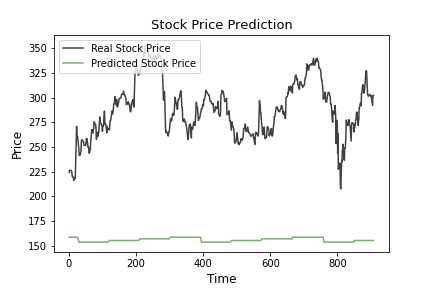 Stock Price Prediction
Real Stock Price
Predicted Stock Price
Price
350
325
300
275
250
225
200
175
150
0 200 400 600 800
Time